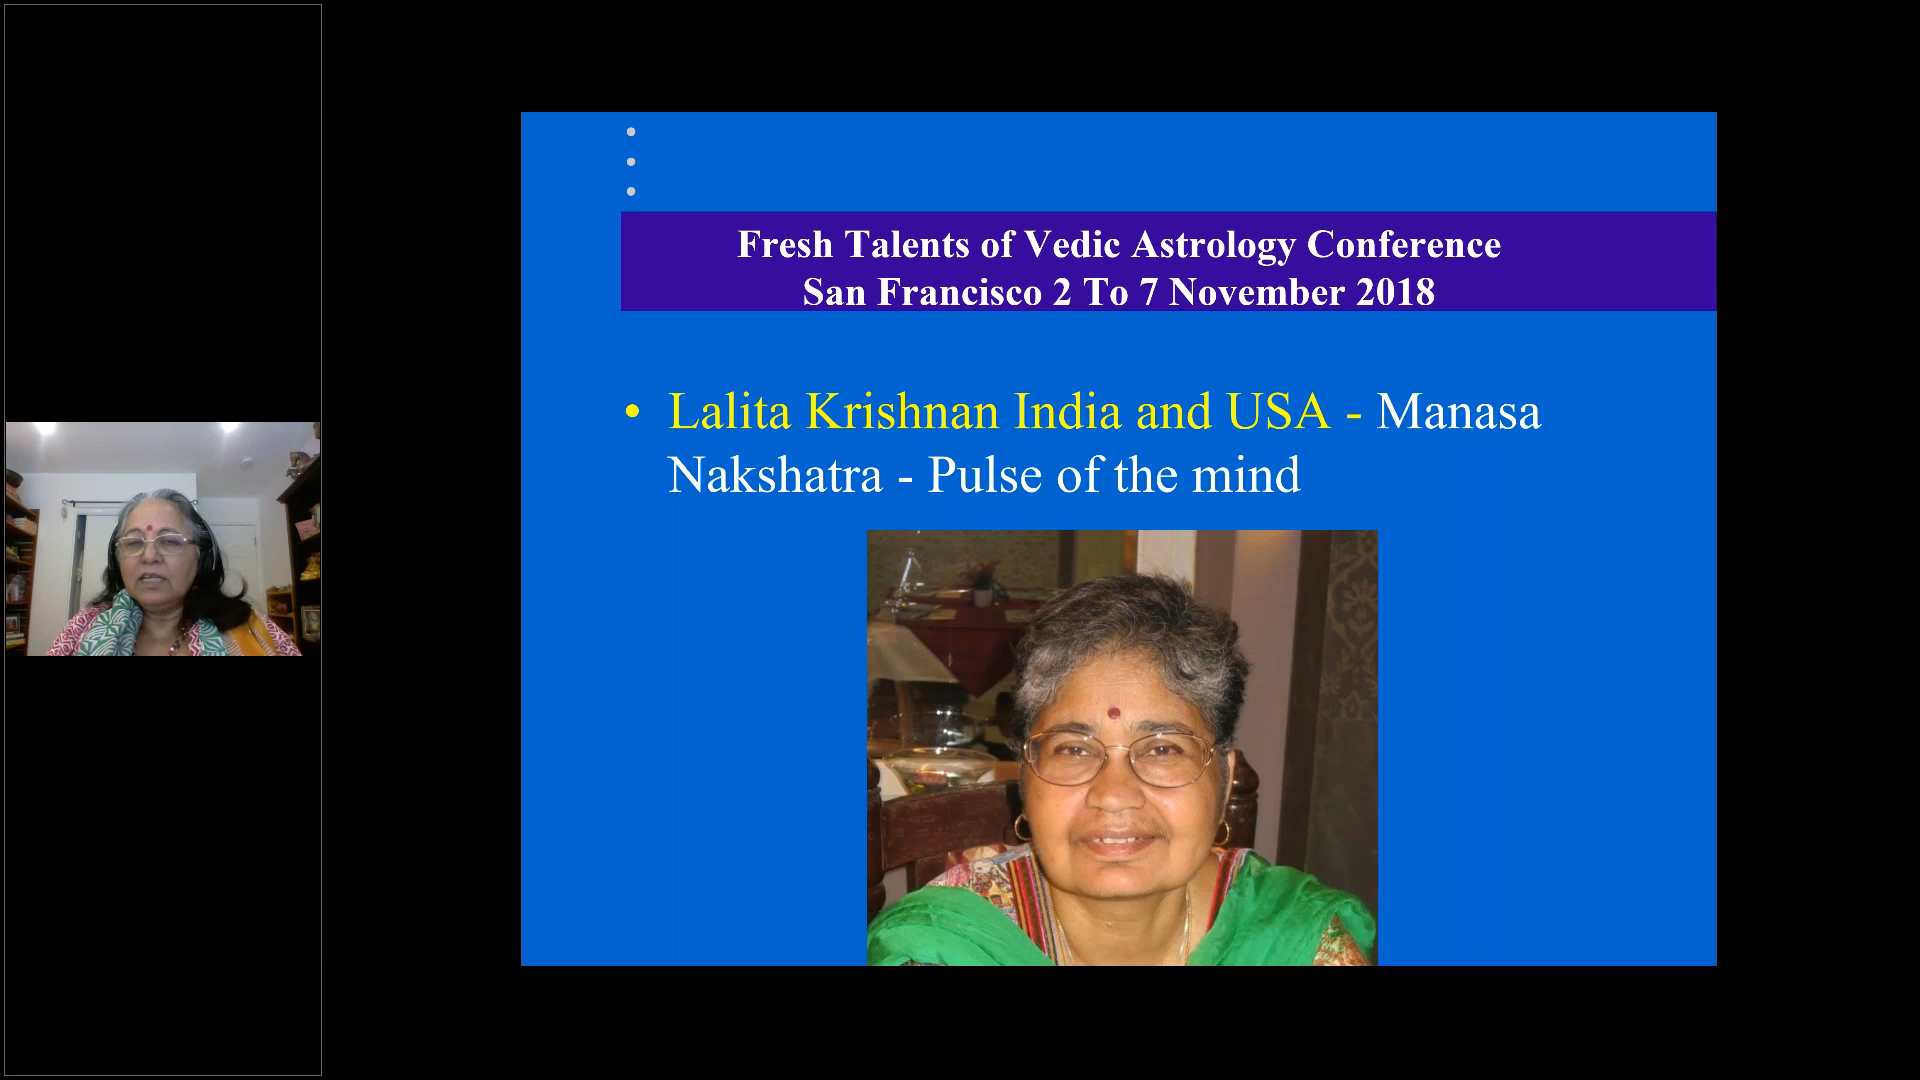 Fresh Talents of Vedic Astrology Conference
San Francisco 2 To 7 November 2018
• Lalita Krishnan India and USA - Manasa
Nakshatra - Pulse of the mind